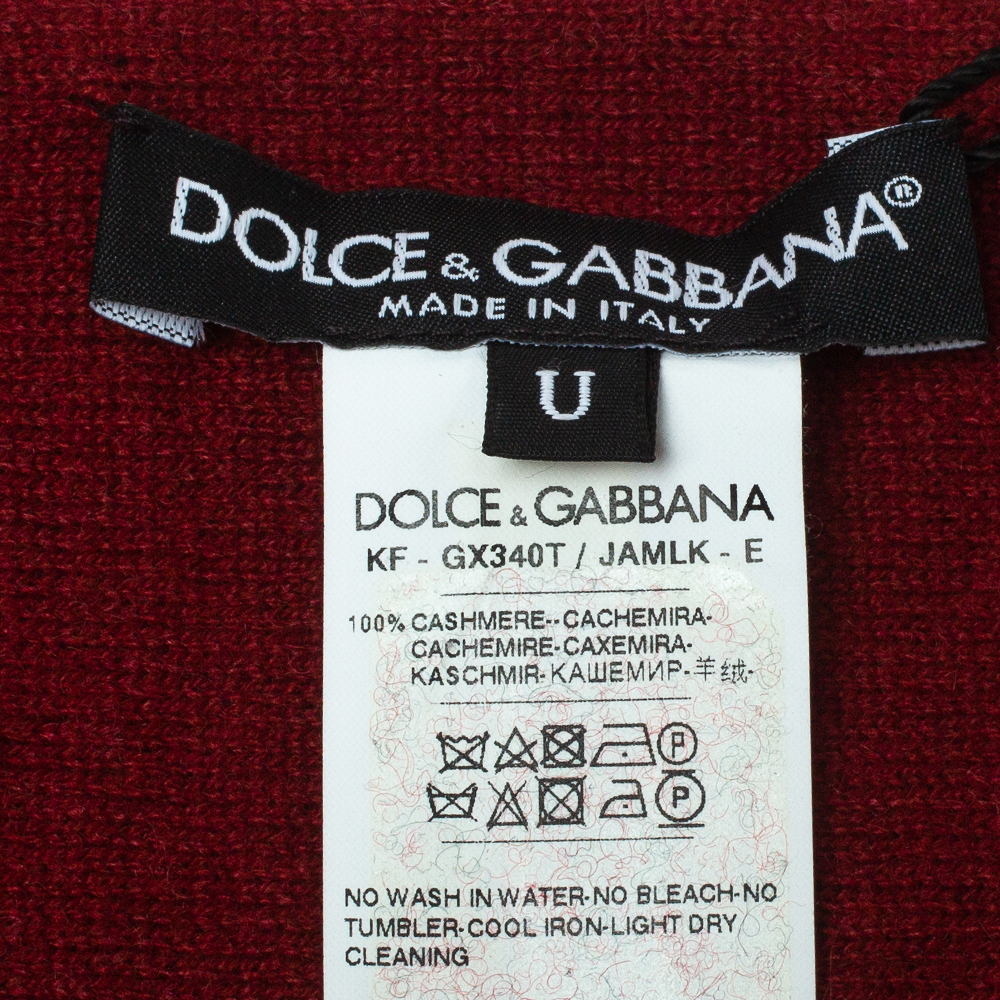 DOLCE & GABBANA®
MADE IN ITALY
U
DOLCE & GABBANA
KF - GX340T / JAMLK - E
100% CASHMERE--CACHEMIRA-
CACHEMIRE-CAXEMIRA-
KASCHMIR-КАШЕМИР-羊绒-
P
P
NO WASH IN WATER-NO BLEACH-NO
TUMBLER-COOL IRON-LIGHT DRY
CLEANING